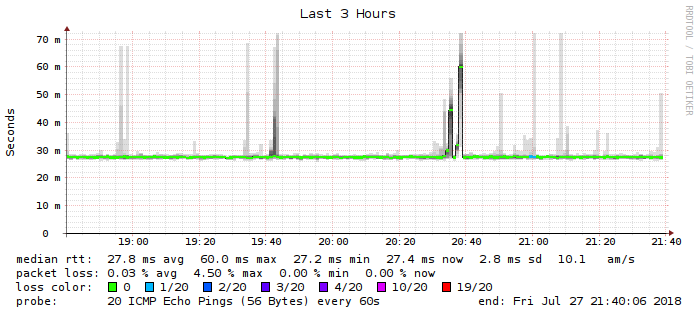 Last 3 Hours
RRDTOOL / TOBI OETIKER
Seconds
70 m
60 m
50 m
40 m
30 m
20 m
10 m
0
19:00 19:20 19:40 20:00 20:20 20:40 21:00 21:20 21:40
median rtt: 27.8 ms avg 60.0 ms max 27.2 ms min 27.4 ms now 2.8 ms sd 10.1 am/s
packet loss: 0.03 % avg 4.50 % max 0.00 % min 0.00 % now
loss color: 0 1/20 2/20 3/20 4/20 10/20 19/20
probe: 20 ICMP Echo Pings (56 Bytes) every 60s end: Fri Jul 27 21:40:06 2018